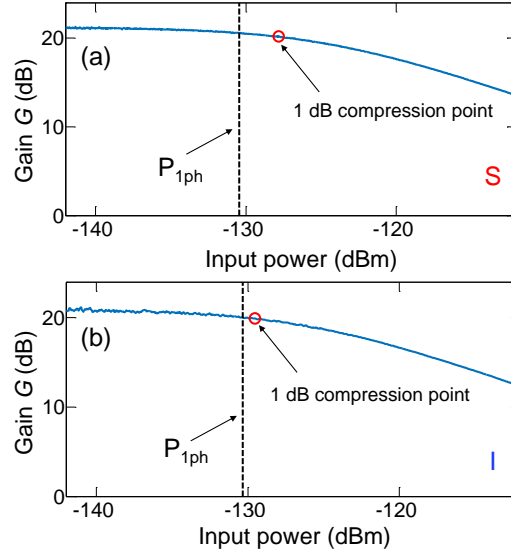 20
(a)
1 dB compression point
10
P1ph
S
0
-140
-130
-120
Input power (dBm)
Gain G (dB)
20
(b)
1 dB compression point
10
P1ph
I
0
-140
-130
-120
Input power (dBm)
Gain G (dB)